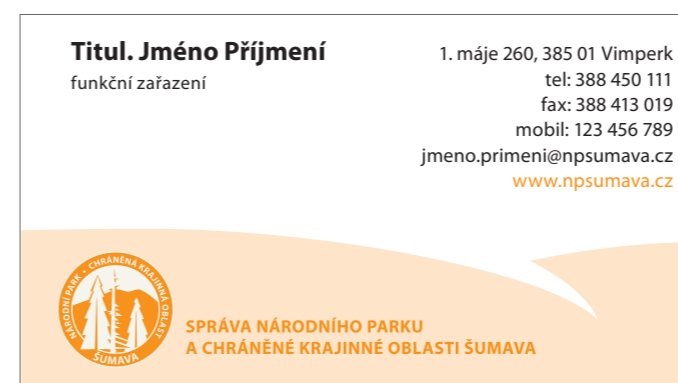 Titul. Jméno Příjmení
funkční zařazení
1. máje 260, 385 01 Vimperk
tel: 388 450 111
fax: 388 413 019
mobil: 123 456 789
jmeno.primeni@npsumava.cz
www.npsumava.cz
NÁRODNÍ PARK • CHRÁNĚNÁ KRAJINNÁ OBLAST
ŠUMAVA
SPRÁVA NÁRODNÍHO PARKU
A CHRÁNĚNÉ KRAJINNÉ OBLASTI ŠUMAVA